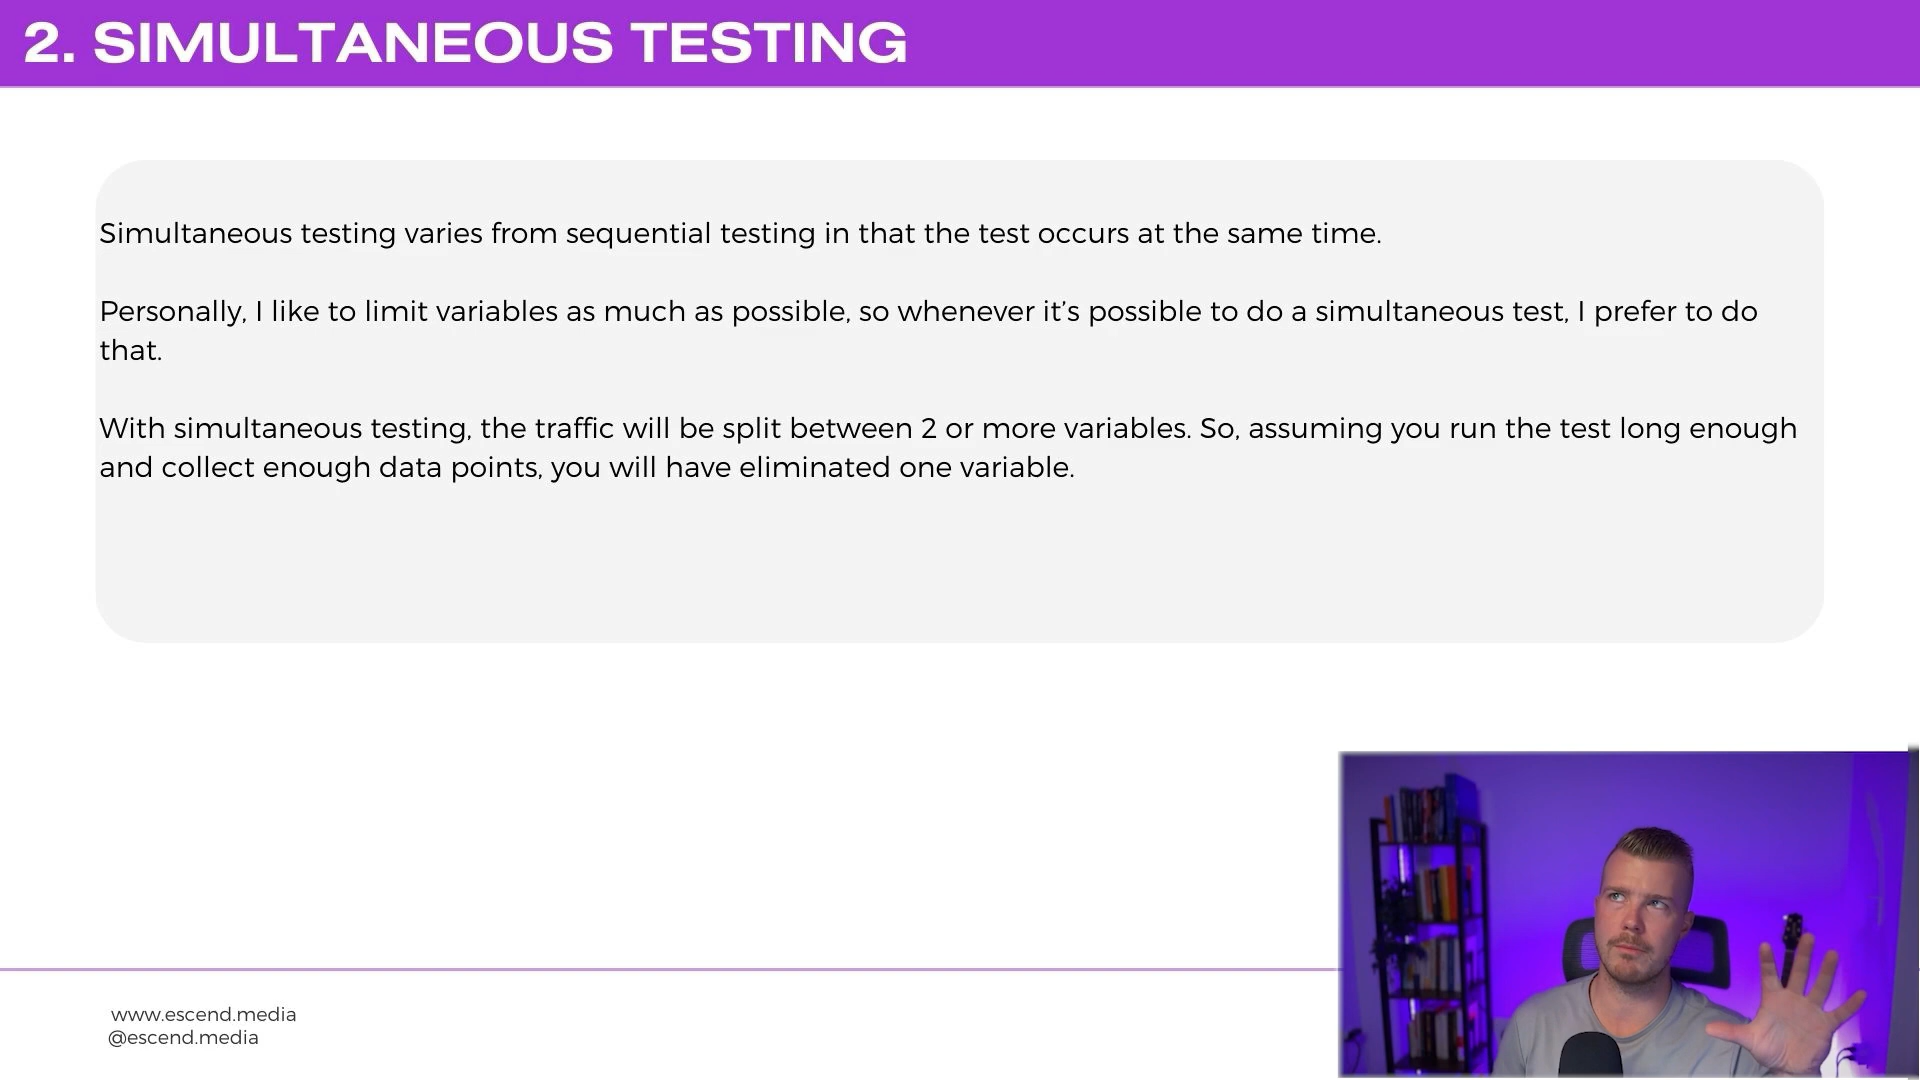 2. SIMULTANEOUS TESTING
Simultaneous testing varies from sequential testing in that the test occurs at the same time.
Personally, I like to limit variables as much as possible, so whenever it’s possible to do a simultaneous test, I prefer to do
that.
With simultaneous testing, the traffic will be split between 2 or more variables. So, assuming you run the test long enough
and collect enough data points, you will have eliminated one variable.
www.escend.media
@escend.media